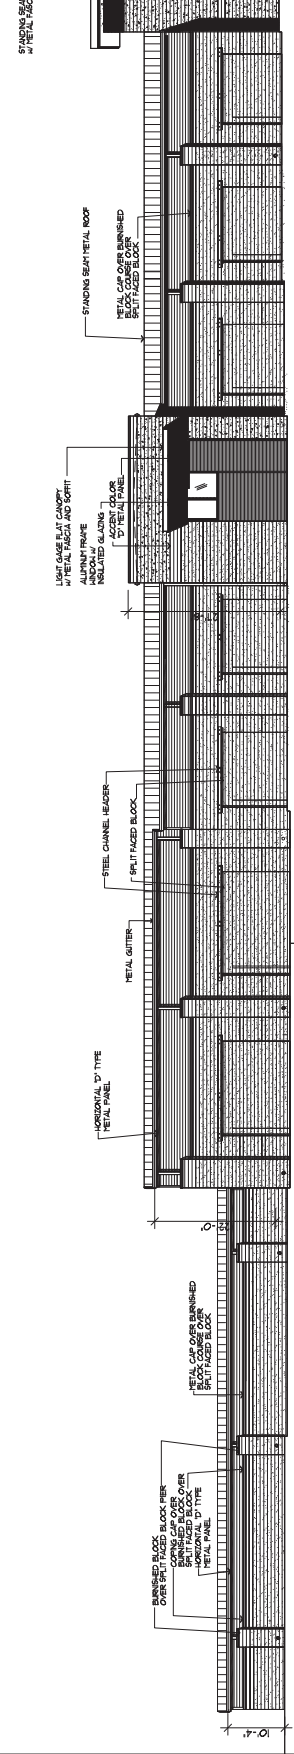 BURNISHED BLOCK
OVER SPLIT FACED BLOCK PIER
COPING CAP OVER
BURNISHED BLOCK OVER
SPLIT FACED BLOCK
HORIZONTAL "D" TYPE
METAL PANEL
METAL CAP OVER BURNISHED
BLOCK COURSE OVER
SPLIT FACED BLOCK
10'-4"
HORIZONTAL "D" TYPE
METAL PANEL
METAL GUTTER
STEEL CHANNEL HEADER
SPLIT FACED BLOCK
LIGHT GAGE FLAT CANOPY
W/ METAL FASCIA AND SOFFIT
ALUMINUM FRAME
WINDOW W/
INSULATED GLAZING
ACCENT COLOR
"D" METAL PANEL
STANDING SEAM METAL ROOF
METAL CAP OVER BURNISHED
BLOCK COURSE OVER
SPLIT FACED BLOCK
STANDING SEA
W/ METAL FASC